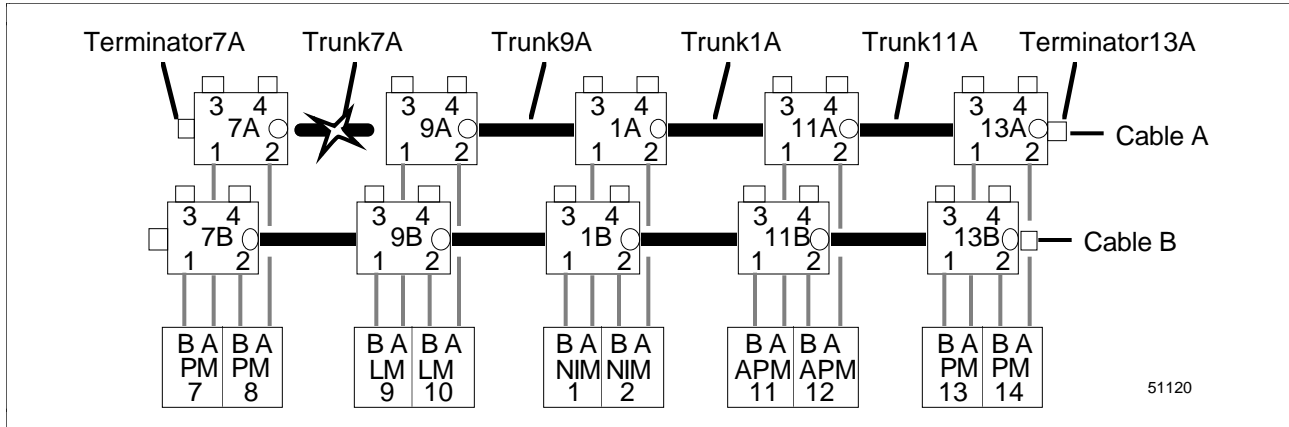 Terminator7A Trunk7A Trunk9A Trunk1A Trunk11A Terminator13A
3 4 3 4 3 4 3 4 3 4
7A 9A 1A 11A 13A
Cable A
1 2 1 2 1 2 1 2 1 2
3 4 3 4 3 4 3 4 3 4
7B 9B 1B 11B 13B
Cable B
1 2 1 2 1 2 1 2 1 2
B A B A B A B A B A B A B A B A B A B A
PM PM LM LM NIM NIM APM APM PM PM
7 8 9 10 1 2 11 12 13 14
51120